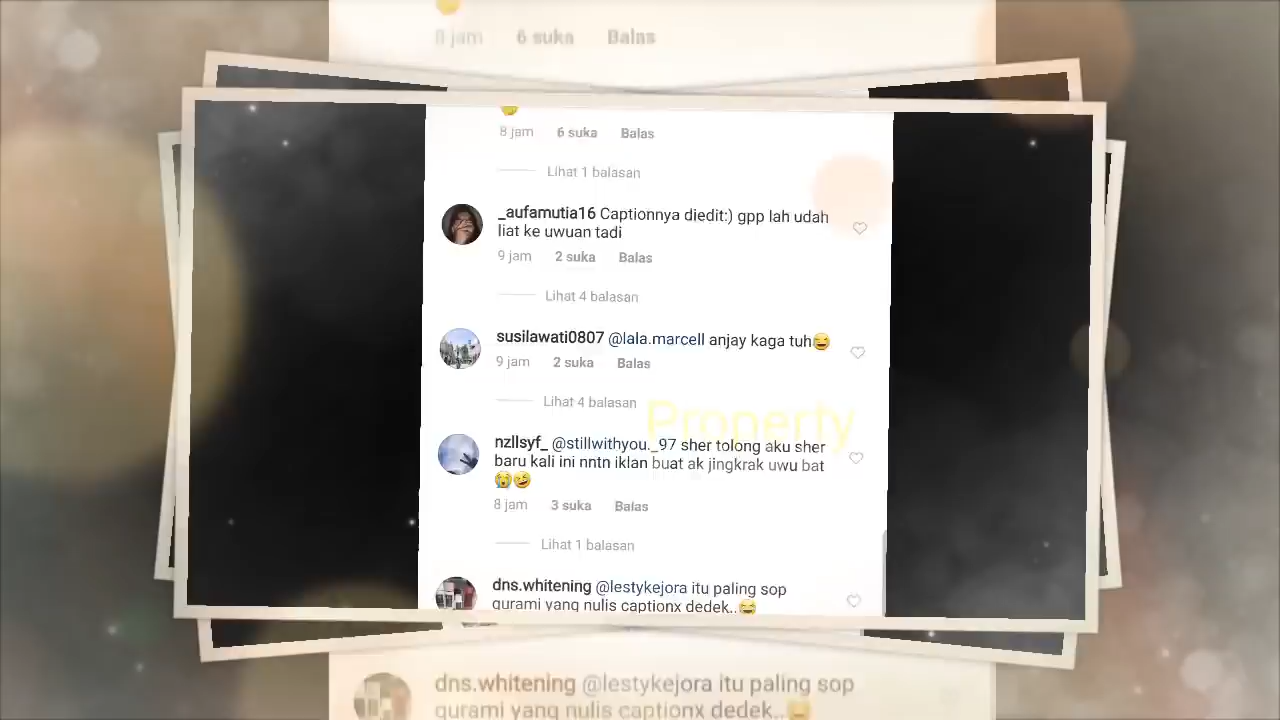 8 jam 6 suka Balas
8 jam 6 suka Balas
Lihat 1 balasan
_aufamutia16 Captionnya diedit:) gpp lah udah
liat ke uwuan tadi
9 jam 2 suka Balas
Lihat 4 balasan
susilawati0807 @lala.marcell anjay kaga tuh😂
9 jam 2 suka Balas
Lihat 4 balasan
Property
nzllsyf_ @stillwithyou._97 sher tolong aku sher
baru kali ini nntn iklan buat ak jingkrak uwu bat
😭🤣
8 jam 3 suka Balas
Lihat 1 balasan
dns.whitening @lestykejora itu paling sop
gurami yang nulis captionx dedek..😂
dns.whitening @lestykejora itu paling sop
gurami yang nulis captionx dedek..😂